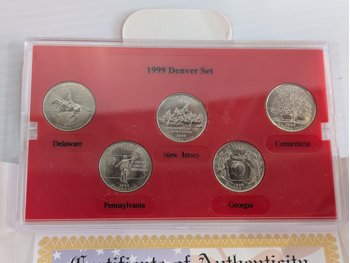 1999 Denver Set
Delaware
New Jersey
Connecticut
Pennsylvania
Georgia
Certificate of Authenticity